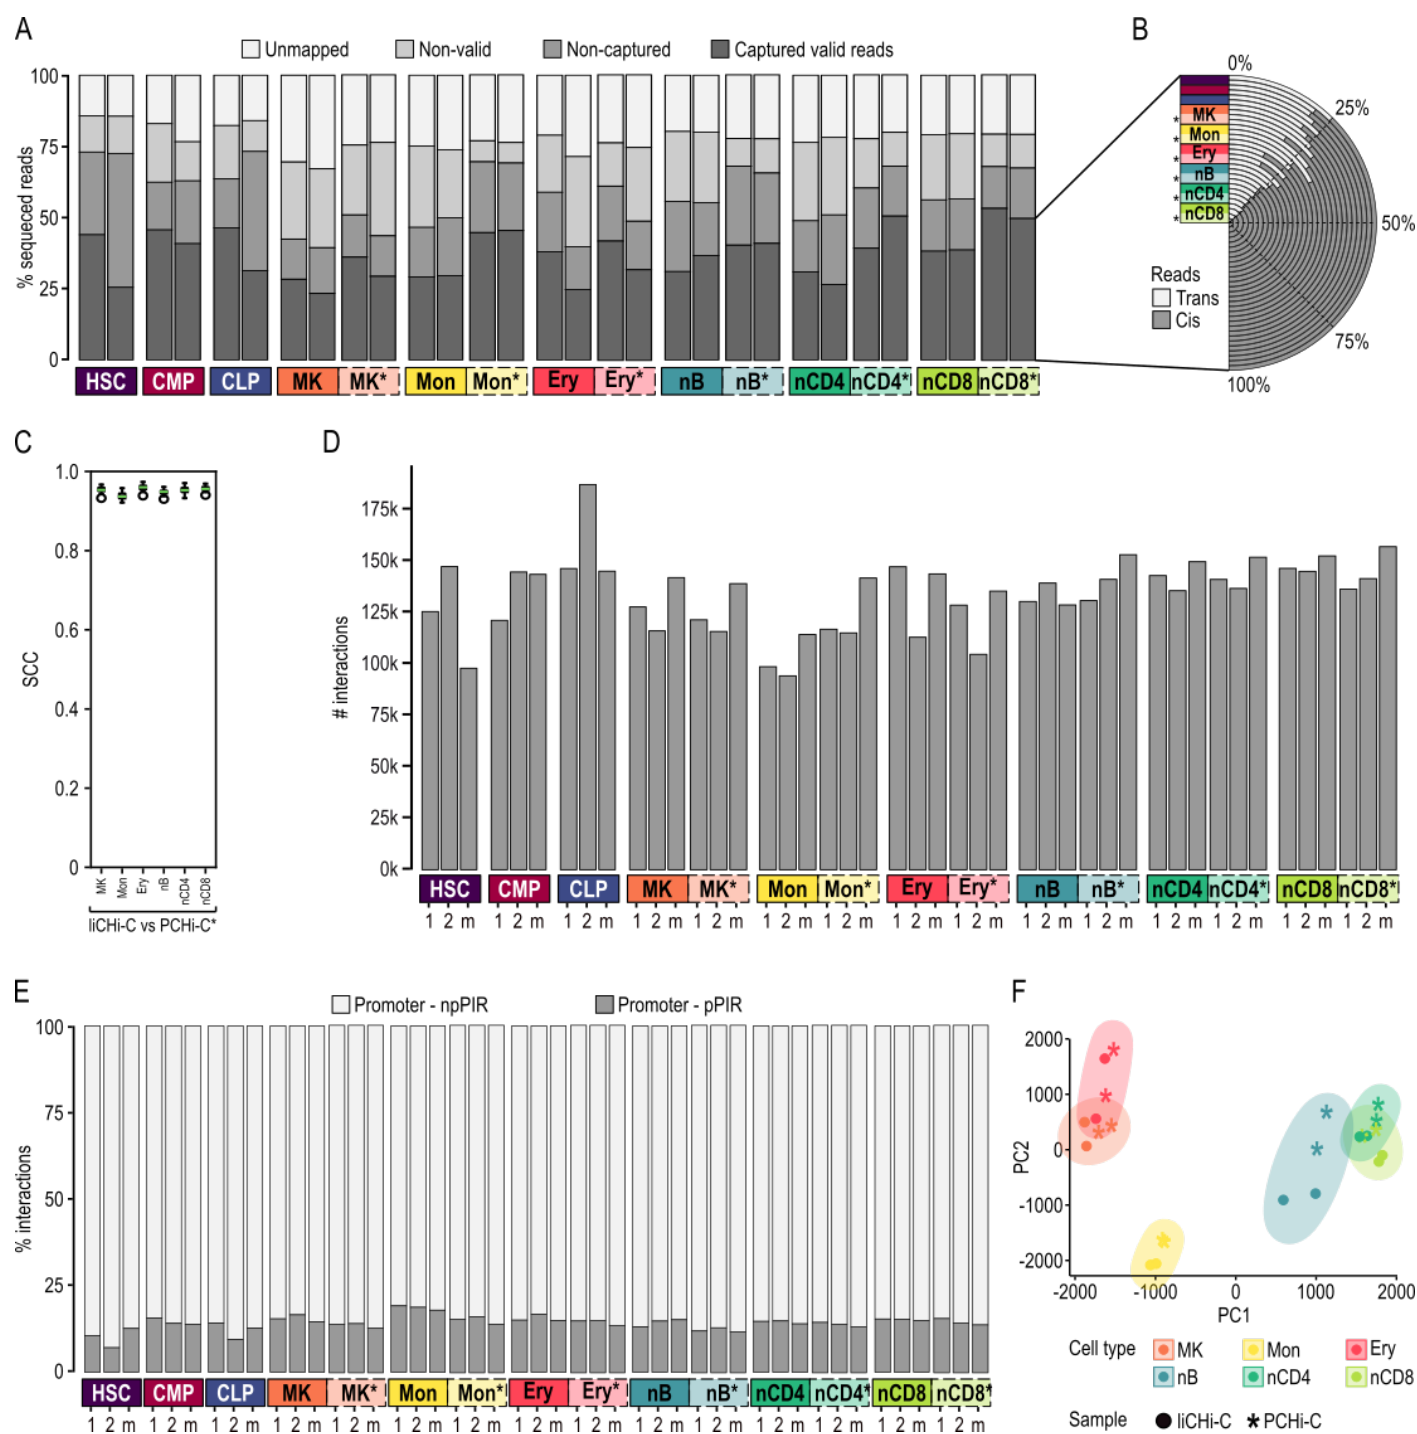 A
Unmapped Non-valid Non-captured Captured valid reads
% sequeced reads
100
75
50
25
0
HSC CMP CLP MK MK* Mon Mon* Ery Ery* nB nB* nCD4 nCD4* nCD8 nCD8*
B
0%
25%
50%
75%
100%
* MK
* Mon
* Ery
* nB
* nCD4
* nCD8
Reads
Trans
Cis
C
SCC
1.0
0.8
0.6
0.4
0.2
0
MK Mon Ery nB nCD4 nCD8
liCHi-C vs PCHi-C*
D
# interactions
175k
150k
125k
100k
75k
50k
25k
0k
HSC CMP CLP MK MK* Mon Mon* Ery Ery* nB nB* nCD4 nCD4* nCD8 nCD8*
1 2 m 1 2 m 1 2 m 1 2 m 1 2 m 1 2 m 1 2 m 1 2 m 1 2 m 1 2 m 1 2 m 1 2 m 1 2 m 1 2 m 1 2 m
E
Promoter - npPIR Promoter - pPIR
% interactions
100
75
50
25
0
HSC CMP CLP MK MK* Mon Mon* Ery Ery* nB nB* nCD4 nCD4* nCD8 nCD8*
1 2 m 1 2 m 1 2 m 1 2 m 1 2 m 1 2 m 1 2 m 1 2 m 1 2 m 1 2 m 1 2 m 1 2 m 1 2 m 1 2 m 1 2 m
F
PC2
2000
1000
0
-1000
-2000
-2000 -1000 0 1000 2000
PC1
Cell type MK Mon Ery
nB nCD4 nCD8
Sample liCHi-C * PCHi-C